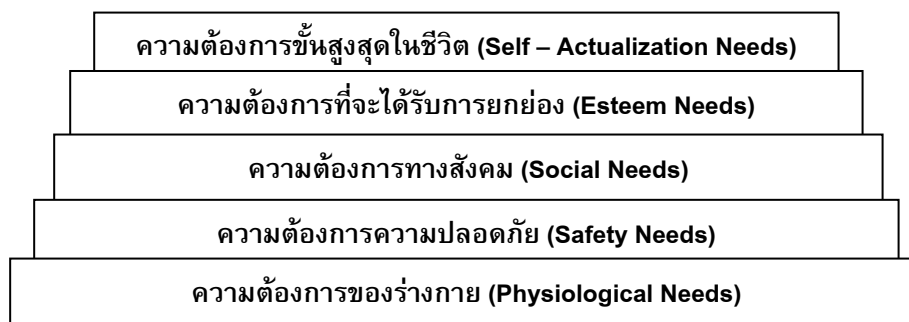 ความต้องการขั้นสูงสุดในชีวิต (Self – Actualization Needs)
ความต้องการที่จะได้รับการยกย่อง (Esteem Needs)
ความต้องการทางสังคม (Social Needs)
ความต้องการความปลอดภัย (Safety Needs)
ความต้องการของร่างกาย (Physiological Needs)